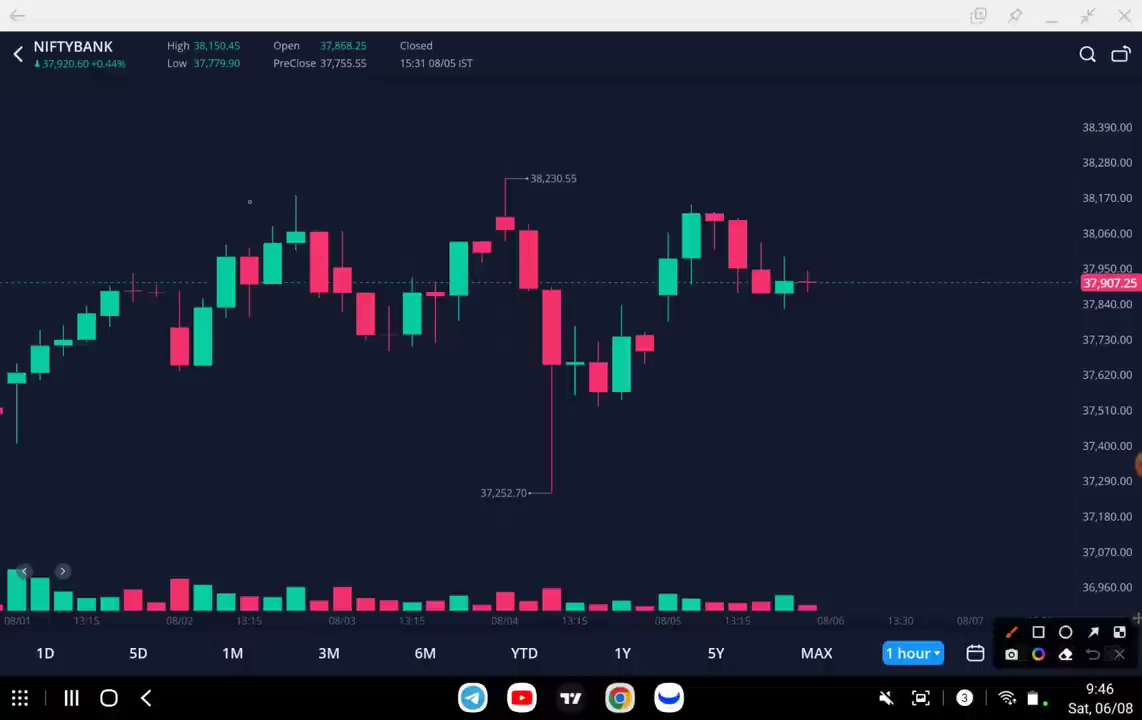 NIFTYBANK
37,920.60 +0.44%
High 38,150.45
Low 37,779.90
Open 37,868.25
PreClose 37,755.55
Closed
15:31 08/05 IST
38,390.00
38,280.00
38,170.00
38,060.00
37,950.00
37,907.25
37,840.00
37,730.00
37,620.00
37,510.00
37,400.00
37,290.00
37,180.00
37,070.00
36,960.00
38,230.55
37,252.70
08/01 13:15 08/02 13:15 08/03 13:15 08/04 13:15 08/05 13:15 08/06 13:30 08/07
1D 5D 1M 3M 6M YTD 1Y 5Y MAX 1 hour
3
9:46
Sat, 06/08